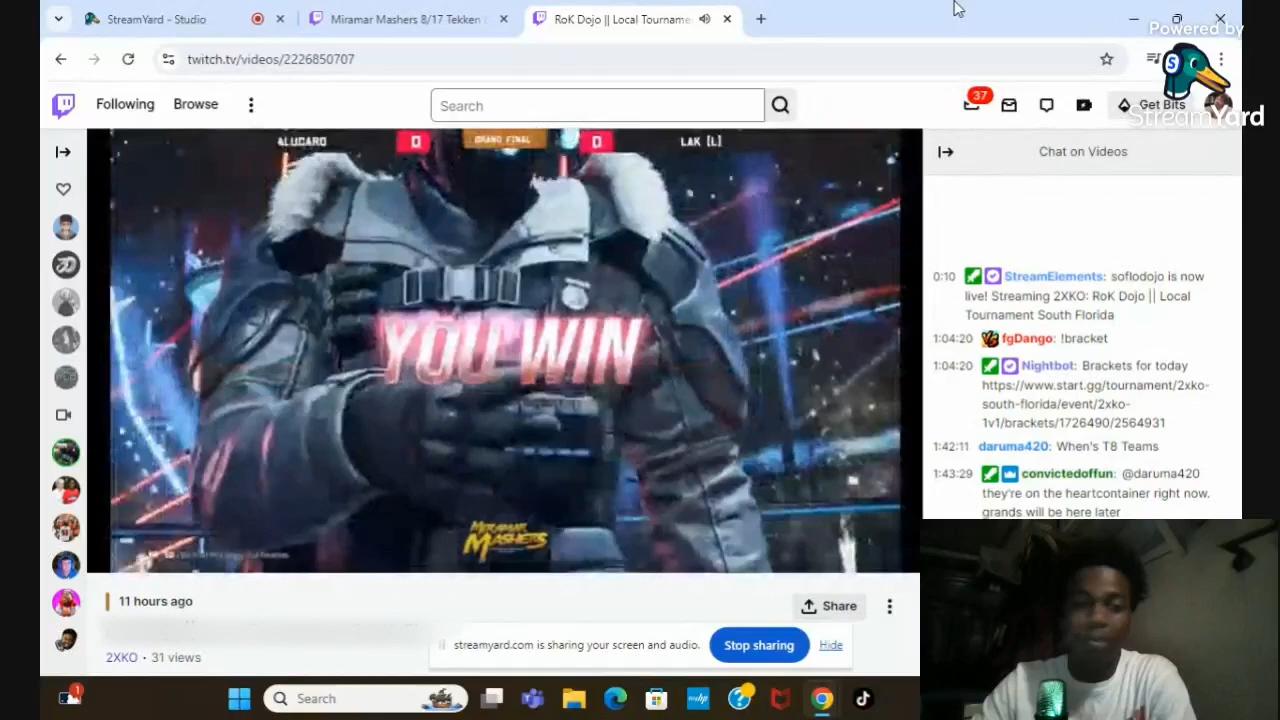 StreamYard - Studio
Miramar Mashers 8/17 Tekken
RoK Dojo || Local Tourname
Powered by
StreamYard
twitch.tv/videos/2226850707
Following
Browse
Search
37
Get Bits
ALUCARD
0
GRAND FINAL
0
LAK [L]
Chat on Videos
YOU WIN
MIRAMAR
MASHERS
0:10 StreamElements: soflodojo is now
live! Streaming 2XKO: RoK Dojo || Local
Tournament South Florida
1:04:20 fgDango: !bracket
1:04:20 Nightbot: Brackets for today
https://www.start.gg/tournament/2xko-
south-florida/event/2xko-
1v1/brackets/1726490/2564931
1:42:11 daruma420: When's T8 Teams
1:43:29 convictedoffun: @daruma420
they're on the heartcontainer right now.
grands will be here later
11 hours ago
Share
streamyard.com is sharing your screen and audio.
Stop sharing
Hide
2XKO • 31 views
1
Search